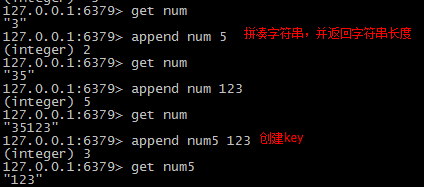 127.0.0.1:6379> get num
"3"
127.0.0.1:6379> append num 5 拼凑字符串，并返回字符串长度
(integer) 2
127.0.0.1:6379> get num
"35"
127.0.0.1:6379> append num 123
(integer) 5
127.0.0.1:6379> get num
"35123"
127.0.0.1:6379> append num5 123 创建key
(integer) 3
127.0.0.1:6379> get num5
"123"